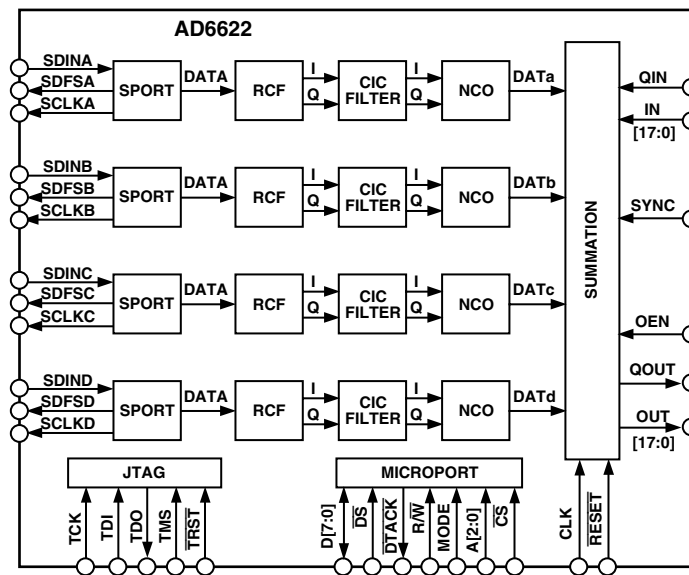 AD6622
SDINA
SDFSA
SCLKA
SPORT
DATA
RCF
I
Q
CIC
FILTER
I
Q
NCO
DATa
SDINB
SDFSB
SCLKB
SPORT
DATA
RCF
I
Q
CIC
FILTER
I
Q
NCO
DATb
SDINC
SDFSC
SCLKC
SPORT
DATA
RCF
I
Q
CIC
FILTER
I
Q
NCO
DATc
SDIND
SDFSD
SCLKD
SPORT
DATA
RCF
I
Q
CIC
FILTER
I
Q
NCO
DATd
SUMMATION
QIN
IN
[17:0]
SYNC
OEN
QOUT
OUT
[17:0]
JTAG
TCK
TDI
TDO
TMS
TRST
MICROPORT
D[7:0]
DS
DTACK
R/W
MODE
A[2:0]
CS
CLK
RESET